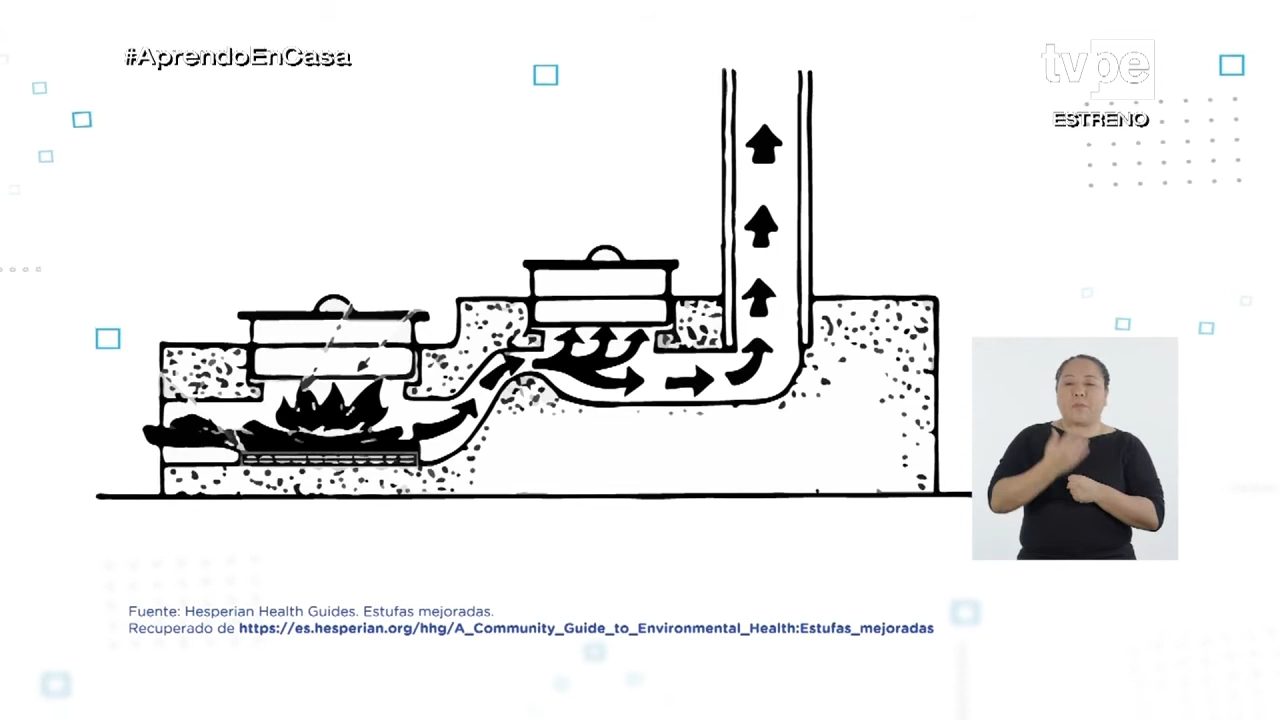 #AprendoEnCasa
tvpe
ESTRENO
Fuente: Hesperian Health Guides. Estufas mejoradas.
Recuperado de https://es.hesperian.org/hhg/A_Community_Guide_to_Environmental_Health:Estufas_mejoradas